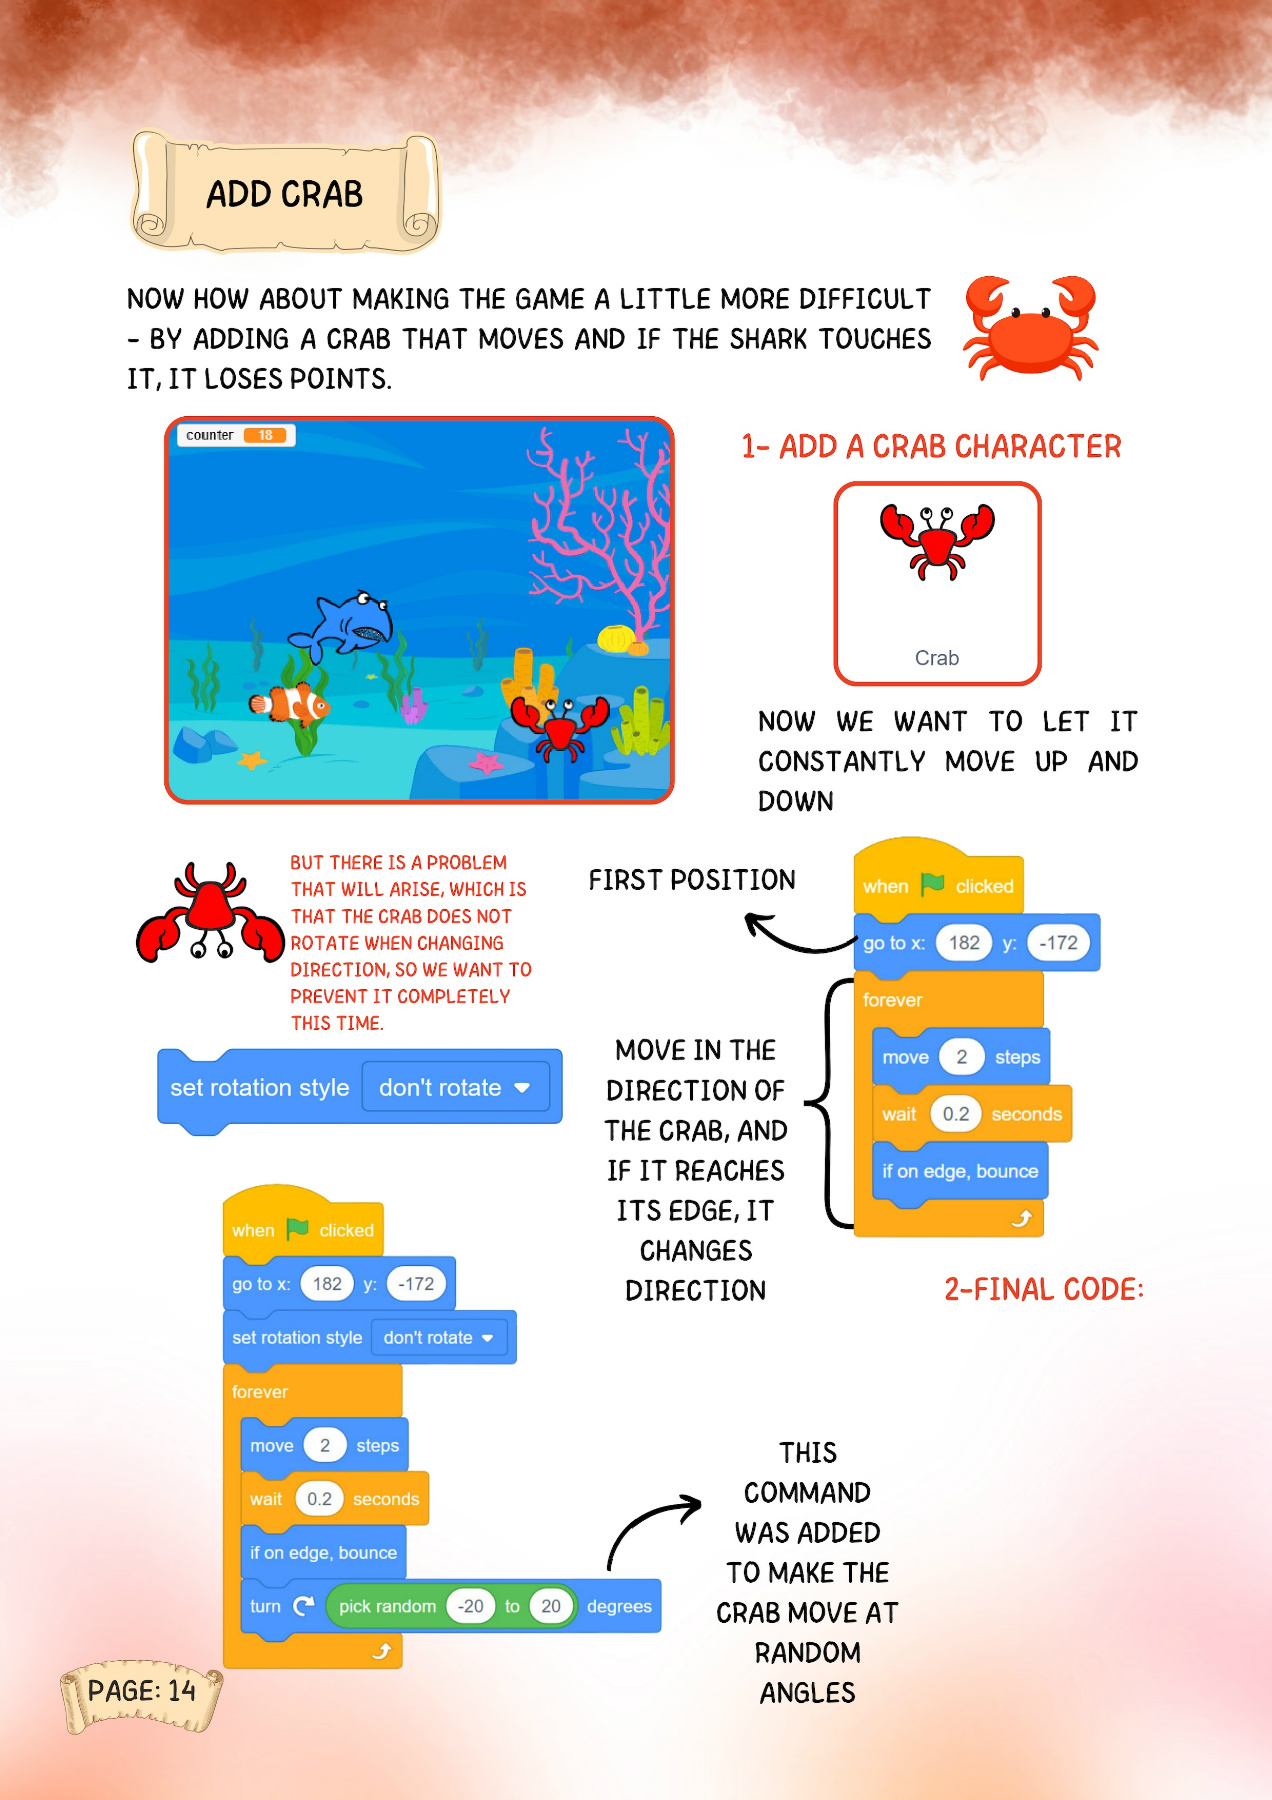 ADD CRAB
NOW HOW ABOUT MAKING THE GAME A LITTLE MORE DIFFICULT
- BY ADDING A CRAB THAT MOVES AND IF THE SHARK TOUCHES
IT, IT LOSES POINTS.
counter 18
1- ADD A CRAB CHARACTER
Crab
NOW WE WANT TO LET IT
CONSTANTLY MOVE UP AND
DOWN
BUT THERE IS A PROBLEM
THAT WILL ARISE, WHICH IS
THAT THE CRAB DOES NOT
ROTATE WHEN CHANGING
DIRECTION, SO WE WANT TO
PREVENT IT COMPLETELY
THIS TIME.
set rotation style don't rotate
FIRST POSITION
when clicked
go to x: 182 y: -172
forever
move 2 steps
wait 0.2 seconds
if on edge, bounce
MOVE IN THE
DIRECTION OF
THE CRAB, AND
IF IT REACHES
ITS EDGE, IT
CHANGES
DIRECTION
2-FINAL CODE:
when clicked
go to x: 182 y: -172
set rotation style don't rotate
forever
move 2 steps
wait 0.2 seconds
if on edge, bounce
turn pick random -20 to 20 degrees
THIS
COMMAND
WAS ADDED
TO MAKE THE
CRAB MOVE AT
RANDOM
ANGLES
PAGE: 14